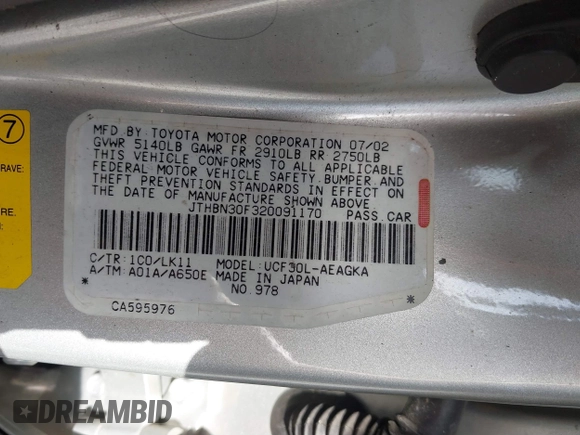 7
RAVE:
MFD. BY TOYOTA MOTOR CORPORATION 07/02
GVWR 5140LB GAWR FR 2910LB RR 2750LB
THIS VEHICLE CONFORMS TO ALL APPLICABLE
FEDERAL MOTOR VEHICLE SAFETY, BUMPER AND
THEFT PREVENTION STANDARDS IN EFFECT ON
THE DATE OF MANUFACTURE SHOWN ABOVE.
JTHBN30F320091170 PASS.CAR
C/TR:1C0/LK11 MODEL:UCF30L-AEAGKA
A/TM:A01A/A650E MADE IN JAPAN
NO.978
CA595976
DREAMBID